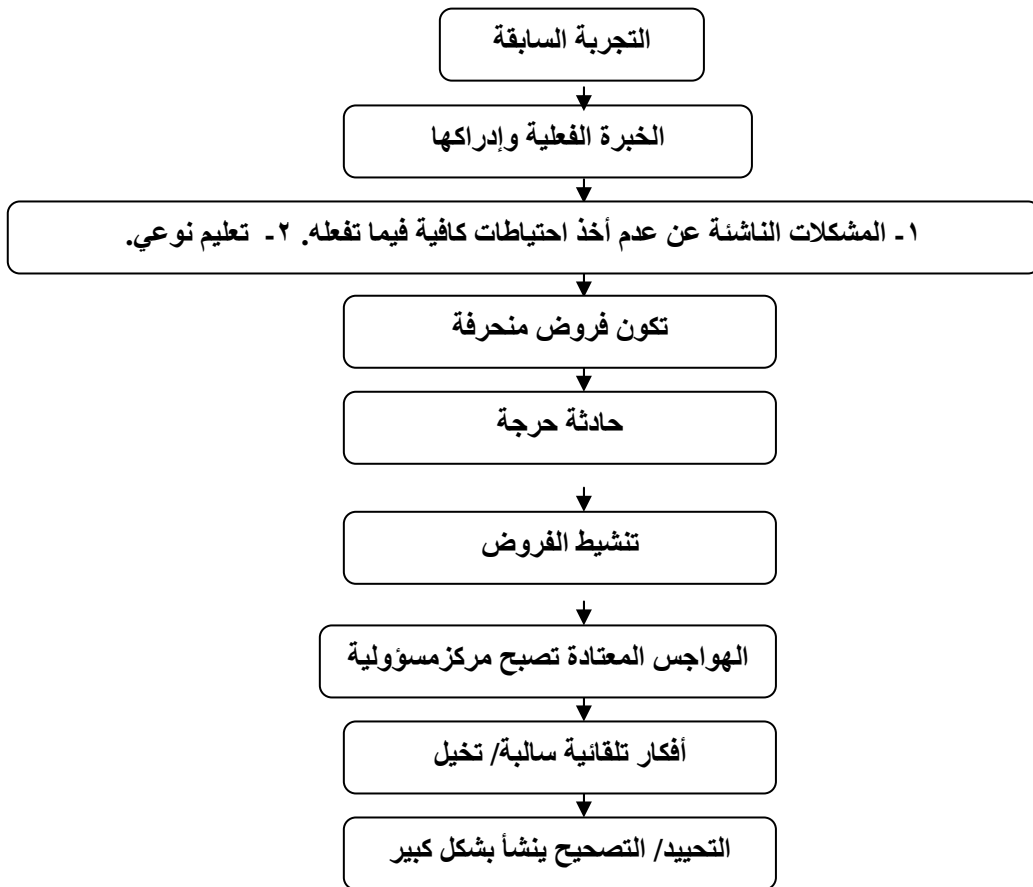 التجربة السابقة
الخبرة الفعلية وإدراكها
١- المشكلات الناشئة عن عدم أخذ احتياطات كافية فيما تفعله. ٢- تعليم نوعي.
تكون فروض منحرفة
حادثة حرجة
تنشيط الفروض
الهواجس المعتادة تصبح مركزمسؤولية
أفكار تلقائية سالبة/ تخيل
التحييد/ التصحيح ينشأ بشكل كبير